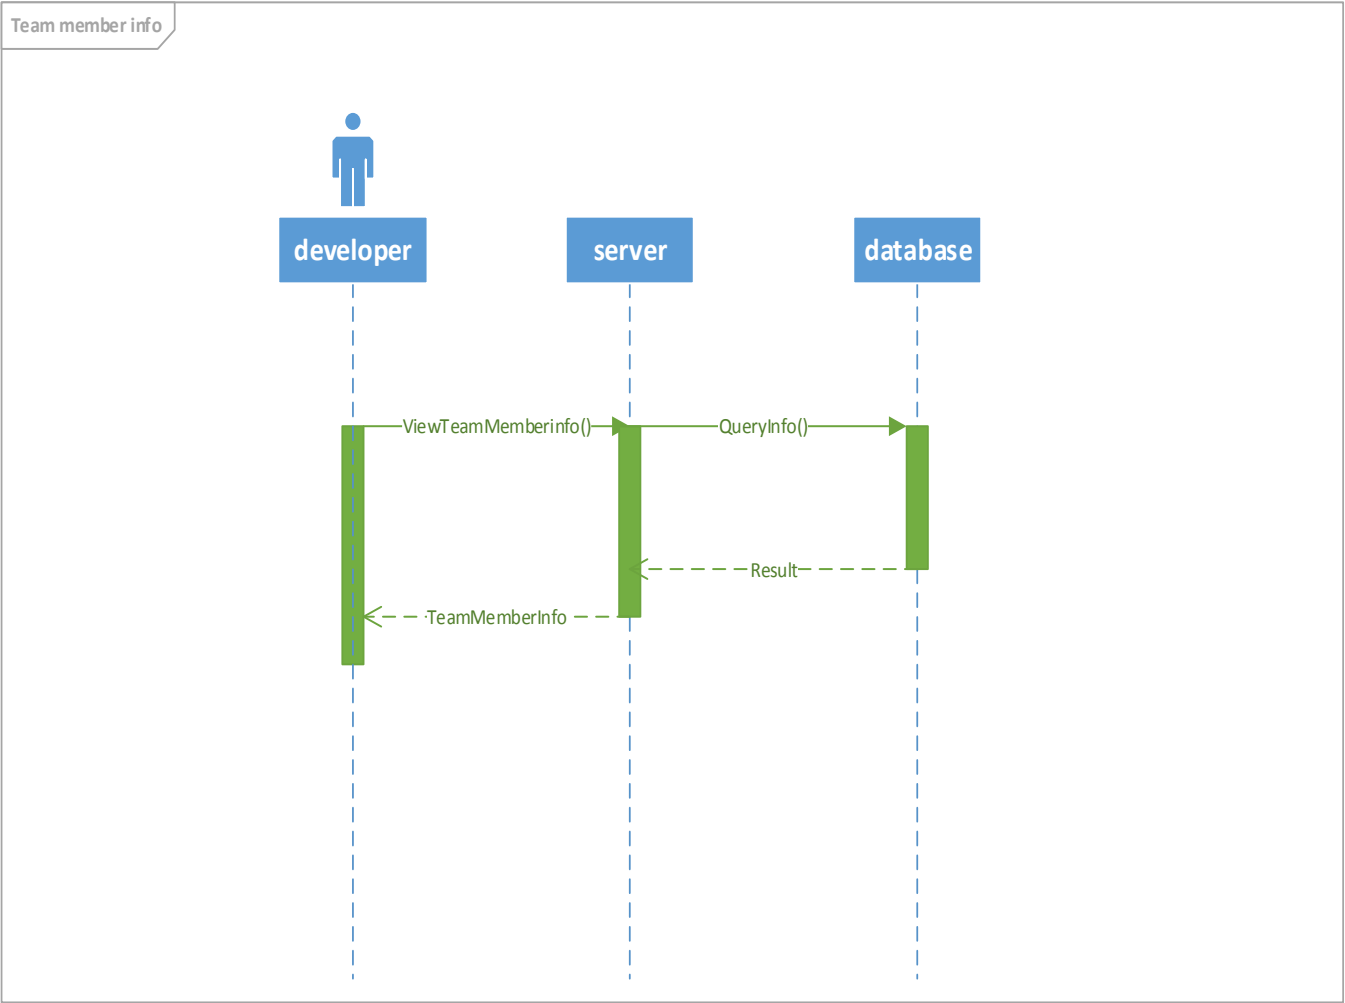 Team member info
developer
server
database
ViewTeamMemberinfo()
QueryInfo()
Result
TeamMemberInfo